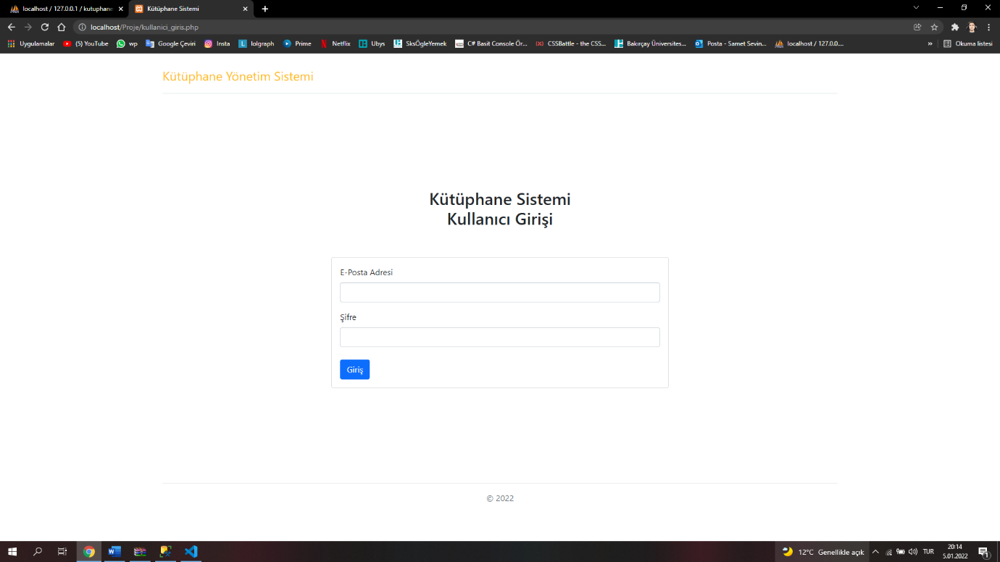 localhost / 127.0.0.1 / kutuphane
Kütüphane Sistemi
localhost/Proje/kullanici_giris.php
Uygulamalar
(5) YouTube
wp
Google Çeviri
Insta
lolgraph
Prime
Netflix
Ubys
SksÖgleYemek
C# Basit Console Ör...
CSSBattle - the CSS...
Bakırçay Üniversites...
Posta - Samet Sevin...
localhost / 127.0.0....
»
Okuma listesi
Kütüphane Yönetim Sistemi
Kütüphane Sistemi
Kullanıcı Girişi
E-Posta Adresi
Şifre
Giriş
© 2022
12°C Genellikle açık
TUR
20:14
5.01.2022
1